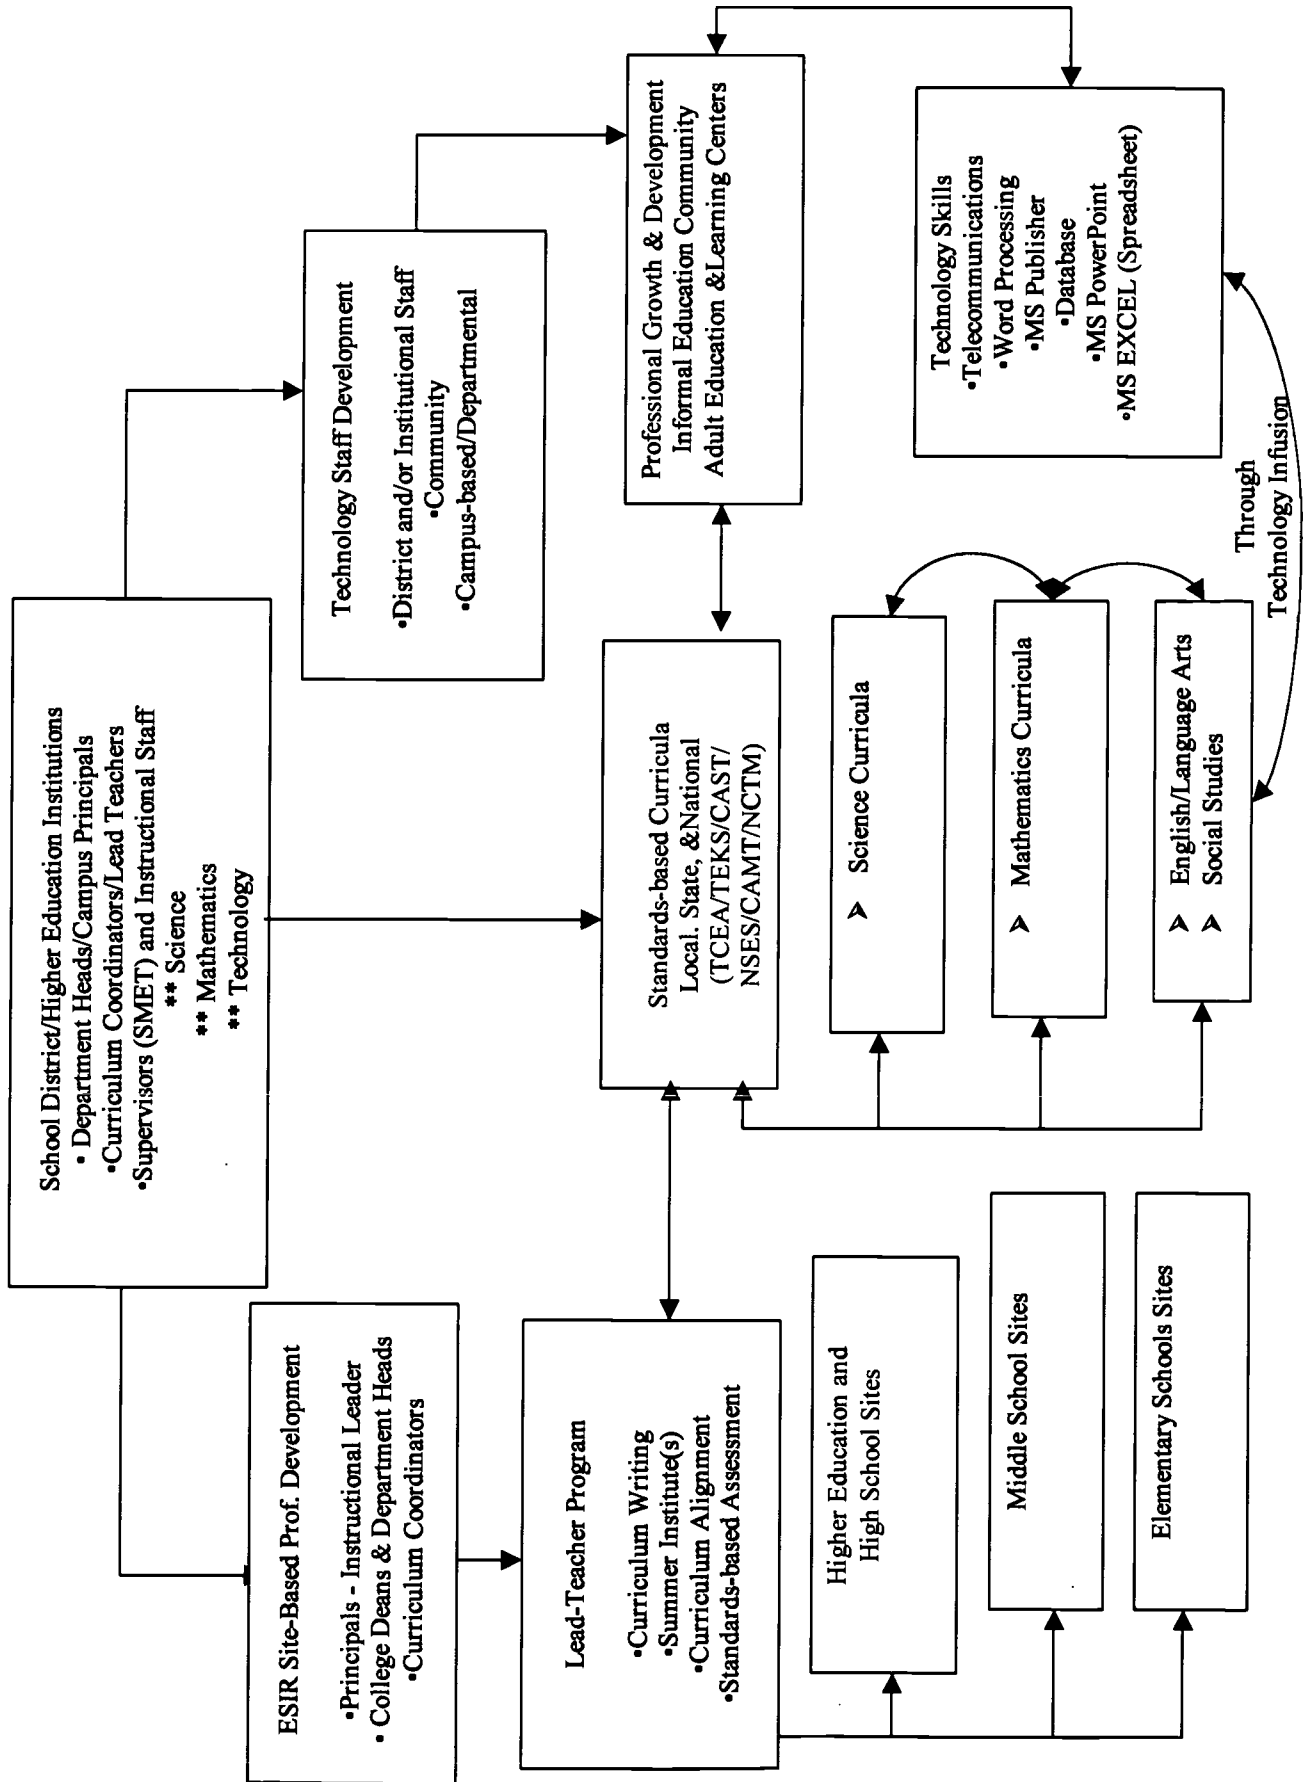 School District/Higher Education Institutions
• Department Heads/Campus Principals
•Curriculum Coordinators/Lead Teachers
•Supervisors (SMET) and Instructional Staff
** Science
** Mathematics
** Technology
ESIR Site-Based Prof. Development
•Principals - Instructional Leader
• College Deans & Department Heads
•Curriculum Coordinators
Technology Staff Development
•District and/or Institutional Staff
•Community
•Campus-based/Departmental
Lead-Teacher Program
•Curriculum Writing
•Summer Institute(s)
•Curriculum Alignment
•Standards-based Assessment
Standards-based Curricula
Local. State, &National
(TCEA/TEKS/CAST/
NSES/CAMT/NCTM)
Professional Growth & Development
Informal Education Community
Adult Education &Learning Centers
Higher Education and
High School Sites
Middle School Sites
Elementary Schools Sites
➤ Science Curricula
➤ Mathematics Curricula
➤ English/Language Arts
➤ Social Studies
Technology Skills
•Telecommunications
•Word Processing
•MS Publisher
•Database
•MS PowerPoint
•MS EXCEL (Spreadsheet)
Through
Technology Infusion